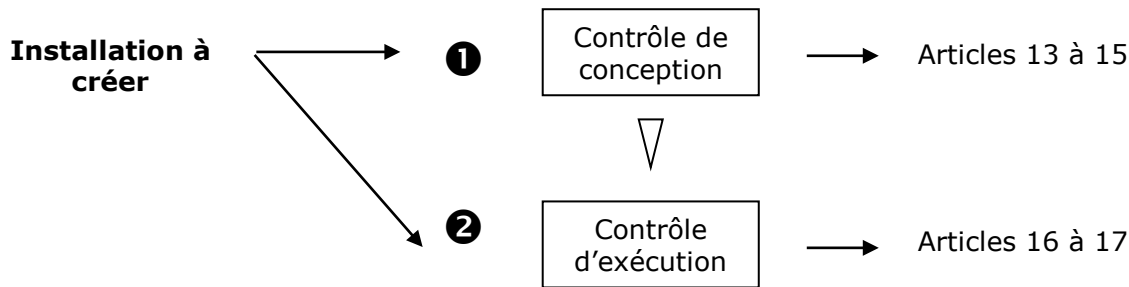 Installation à
créer
❶
Contrôle de
conception
Articles 13 à 15
❷
Contrôle
d’exécution
Articles 16 à 17